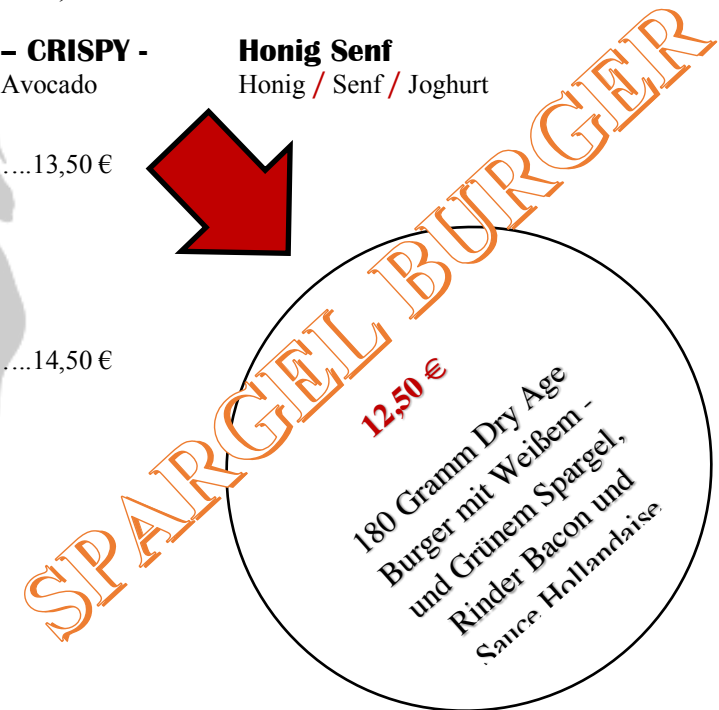 – CRISPY -
Avocado
Honig Senf
Honig / Senf / Joghurt
….13,50 €
….14,50 €
SPARGEL BURGER
12,50 €
180 Gramm Dry Age
Burger mit Weißem -
und Grünem Spargel,
Rinder Bacon und
Sauce Hollandaise